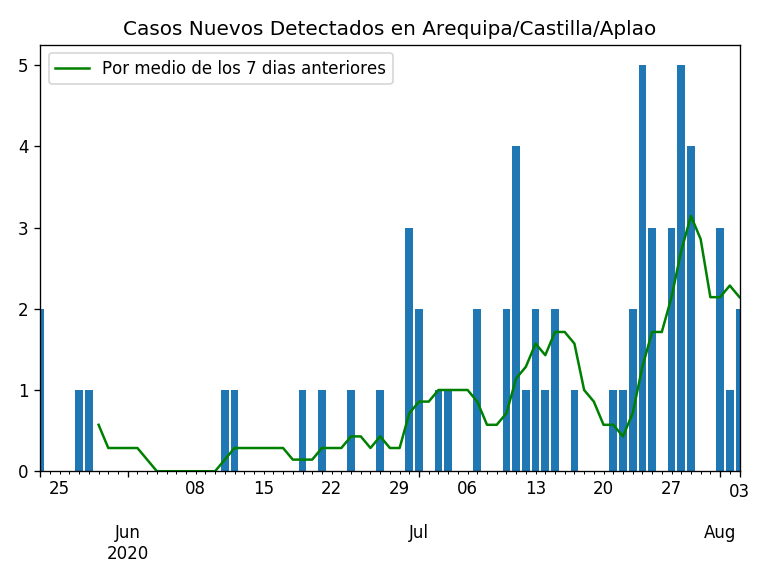 Casos Nuevos Detectados en Arequipa/Castilla/Aplao
Por medio de los 7 dias anteriores
5
4
3
2
1
0
25 08 15 22 29 06 13 20 27 03
Jun Jul Aug
2020